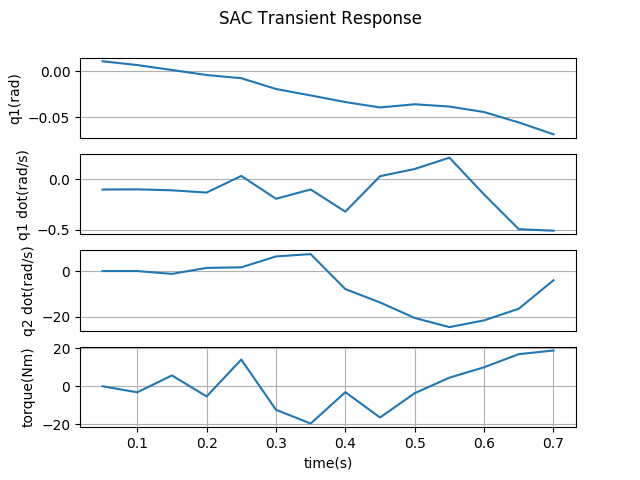 SAC Transient Response
q1(rad)
0.00
−0.05
q1 dot(rad/s)
0.0
−0.5
q2 dot(rad/s)
0
−20
torque(Nm)
20
0
−20
0.1 0.2 0.3 0.4 0.5 0.6 0.7
time(s)